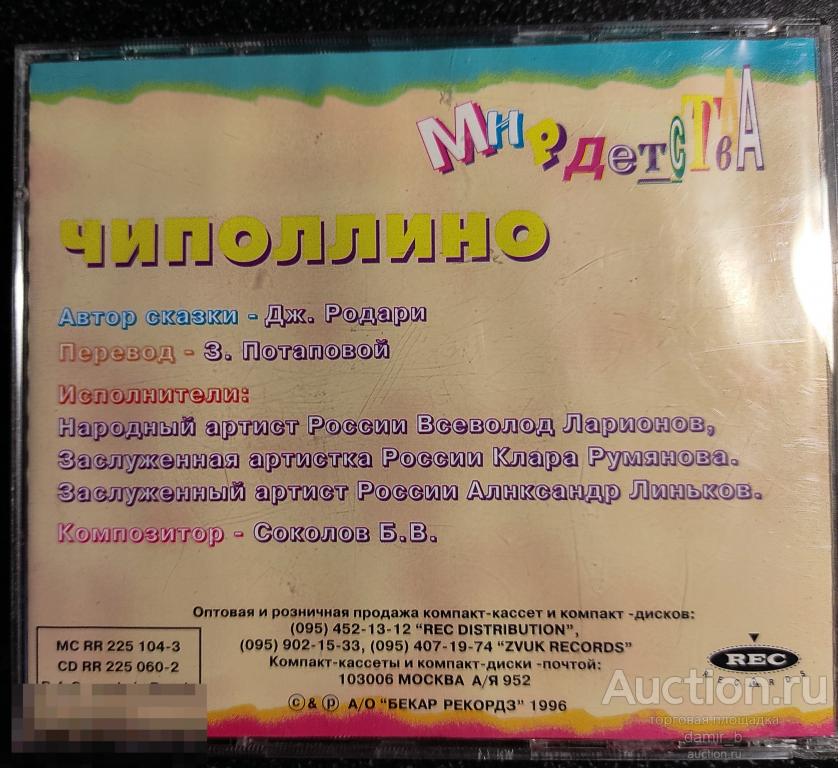 Мир детства
ЧИПОЛЛИНО
Автор сказки - Дж. Родари
Перевод - З. Потаповой
Исполнители:
Народный артист России Всеволод Ларионов,
Заслуженная артистка России Клара Румянова.
Заслуженный артист России Алнксандр Линьков.
Композитор - Соколов Б.В.
Оптовая и розничная продажа компакт-кассет и компакт -дисков:
(095) 452-13-12 "REC DISTRIBUTION",
(095) 902-15-33, (095) 407-19-74 "ZVUK RECORDS"
Компакт-кассеты и компакт-диски -почтой:
103006 МОСКВА А/Я 952
© & ℗ А/О "БЕКАР РЕКОРДЗ" 1996
MC RR 225 104-3
CD RR 225 060-2
REC
RECORDS
Auction.ru
торговая площадка
damir_b
auction.ru